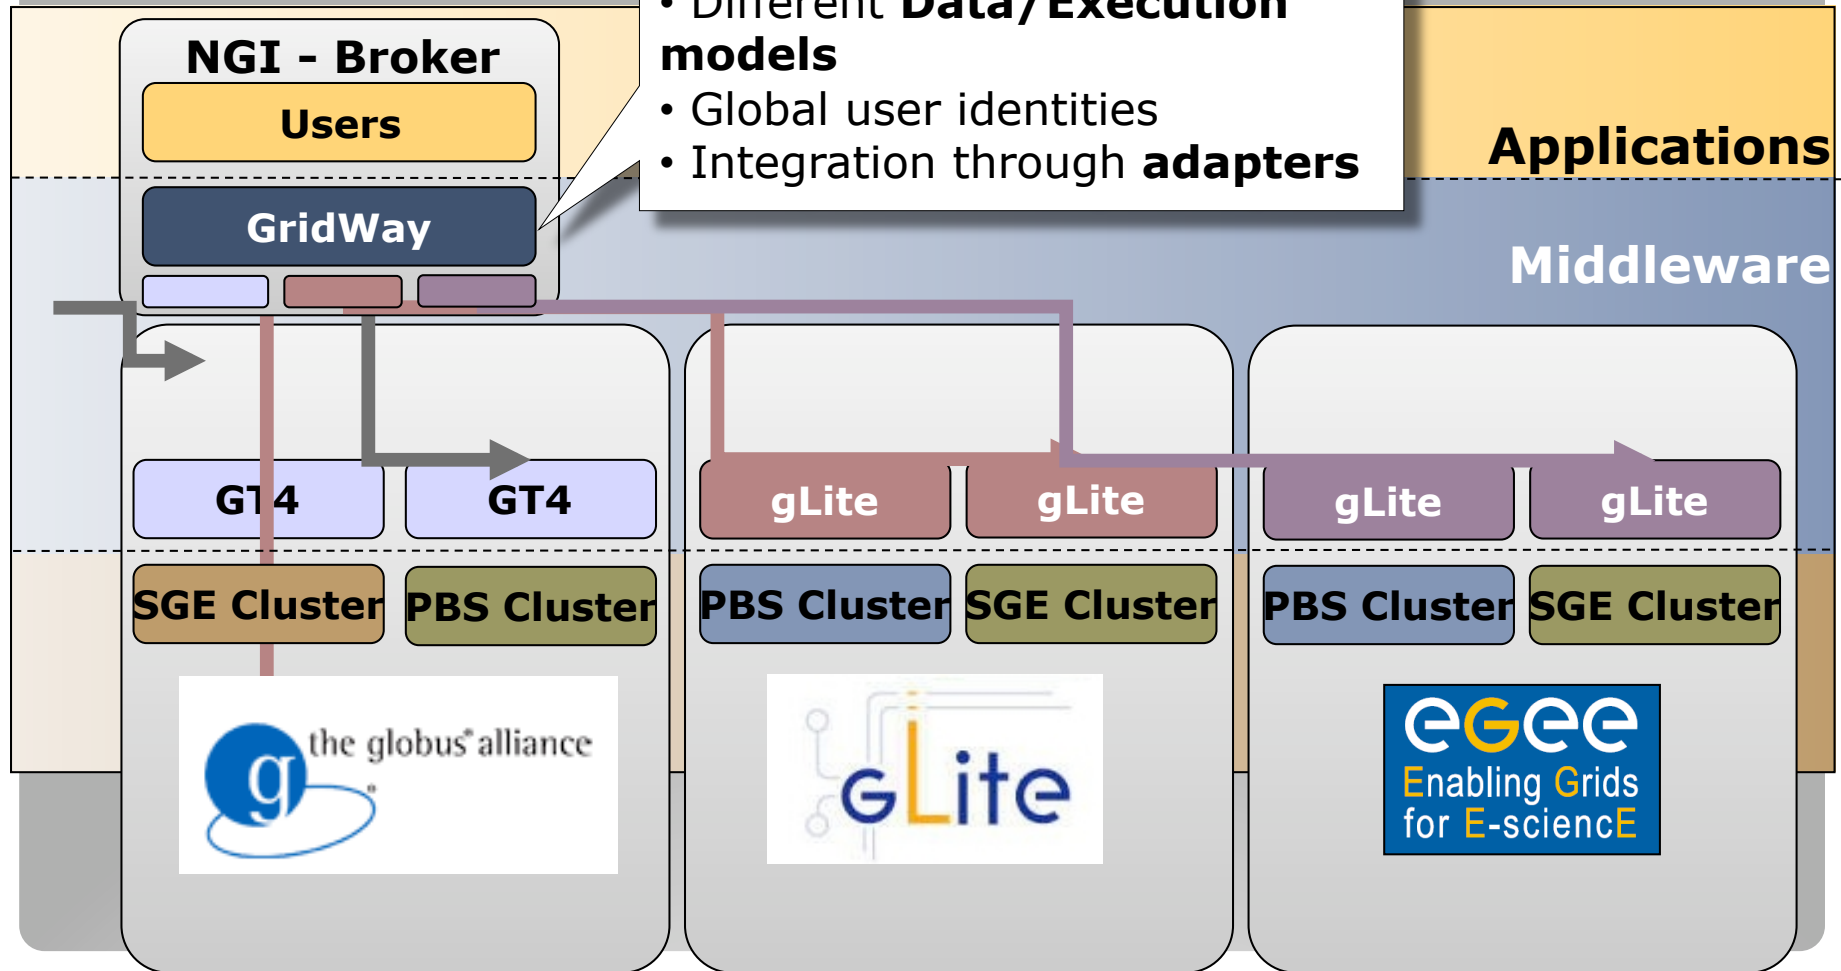 • Different Data/Execution
models
• Global user identities
• Integration through adapters
NGI - Broker
Users
GridWay
Applications
Middleware
GT4
GT4
gLite
gLite
gLite
gLite
SGE Cluster
PBS Cluster
PBS Cluster
SGE Cluster
PBS Cluster
SGE Cluster
g
the globus® alliance
gLite
eGee
Enabling Grids
for E-sciencE